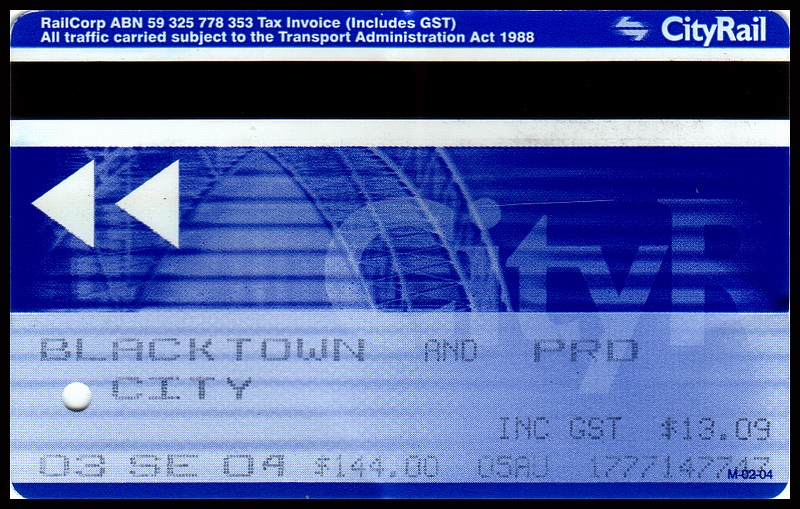 RailCorp ABN 59 325 778 353 Tax Invoice (Includes GST)
All traffic carried subject to the Transport Administration Act 1988
CityRail
CityR
BLACKTOWN AND PRD
CITY
INC GST $13.09
03 SE 04 $144.00 05AU
M-02-04